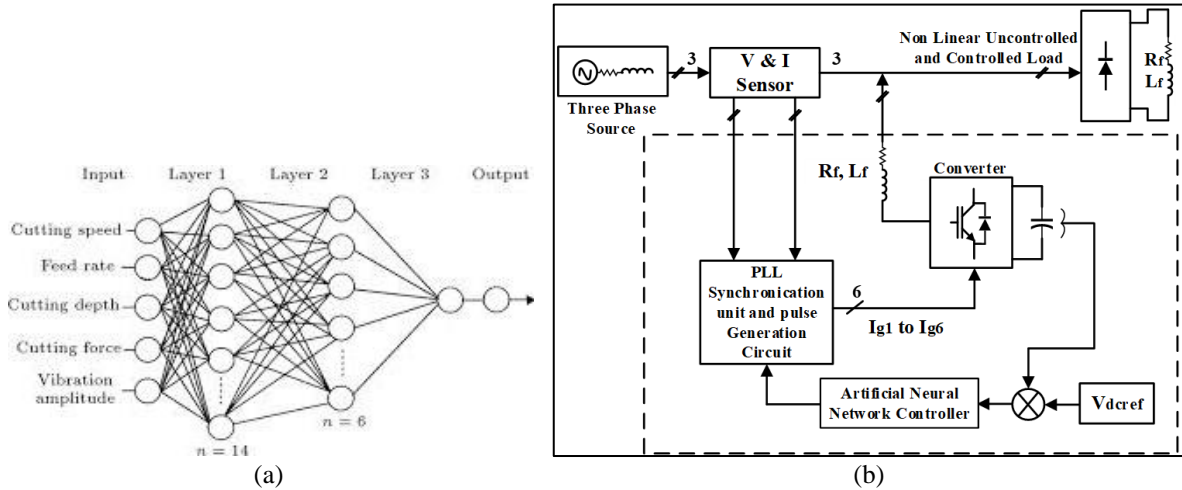 Input Layer 1 Layer 2 Layer 3 Output
Cutting speed
Feed rate
Cutting depth
Cutting force
Vibration
amplitude
n = 14
n = 6
(a)
Three Phase
Source
3
V & I
Sensor
3
Non Linear Uncontrolled
and Controlled Load
Rf
Lf
Rf, Lf
Converter
PLL
Synchronication
unit and pulse
Generation
Circuit
6
Ig1 to Ig6
Artificial Neural
Network Controller
Vdcref
(b)